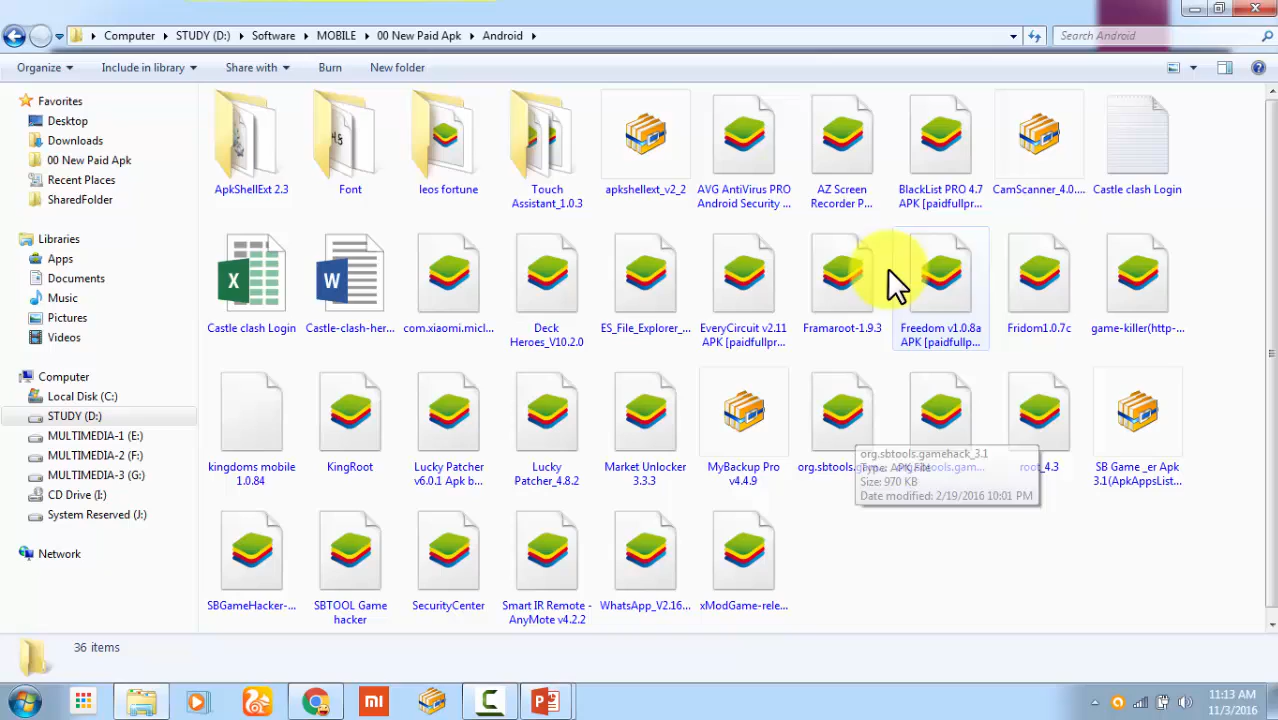 Computer STUDY (D:) Software MOBILE 00 New Paid Apk Android Search Android
Organize Include in library Share with Burn New folder
Favorites
Desktop
Downloads
00 New Paid Apk
Recent Places
SharedFolder
Libraries
Apps
Documents
Music
Pictures
Videos
Computer
Local Disk (C:)
STUDY (D:)
MULTIMEDIA-1 (E:)
MULTIMEDIA-2 (F:)
MULTIMEDIA-3 (G:)
CD Drive (I:)
System Reserved (J:)
Network
ApkShellExt 2.3
Font
leos fortune
Touch
Assistant_1.0.3
apkshellext_v2_2
AVG AntiVirus PRO
Android Security ...
AZ Screen
Recorder P...
BlackList PRO 4.7
APK [paidfullpr...
CamScanner_4.0....
Castle clash Login
Castle clash Login
Castle-clash-her...
com.xiaomi.micl...
Deck
Heroes_V10.2.0
ES_File_Explorer_...
EveryCircuit v2.11
APK [paidfullpr...
Framaroot-1.9.3
Freedom v1.0.8a
APK [paidfullp...
Fridom1.0.7c
game-killer(http-...
kingdoms mobile
1.0.84
KingRoot
Lucky Patcher
v6.0.1 Apk b...
Lucky
Patcher_4.8.2
Market Unlocker
3.3.3
MyBackup Pro
v4.4.9
org.sbtools.gam...
root_4.3
SB Game _er Apk
3.1(ApkAppsList...
org.sbtools.gamehack_3.1
Type: APK File
Size: 970 KB
Date modified: 2/19/2016 10:01 PM
SBGameHacker-...
SBTOOL Game
hacker
SecurityCenter
Smart IR Remote -
AnyMote v4.2.2
WhatsApp_V2.16...
xModGame-rele...
36 items
11:13 AM
11/3/2016